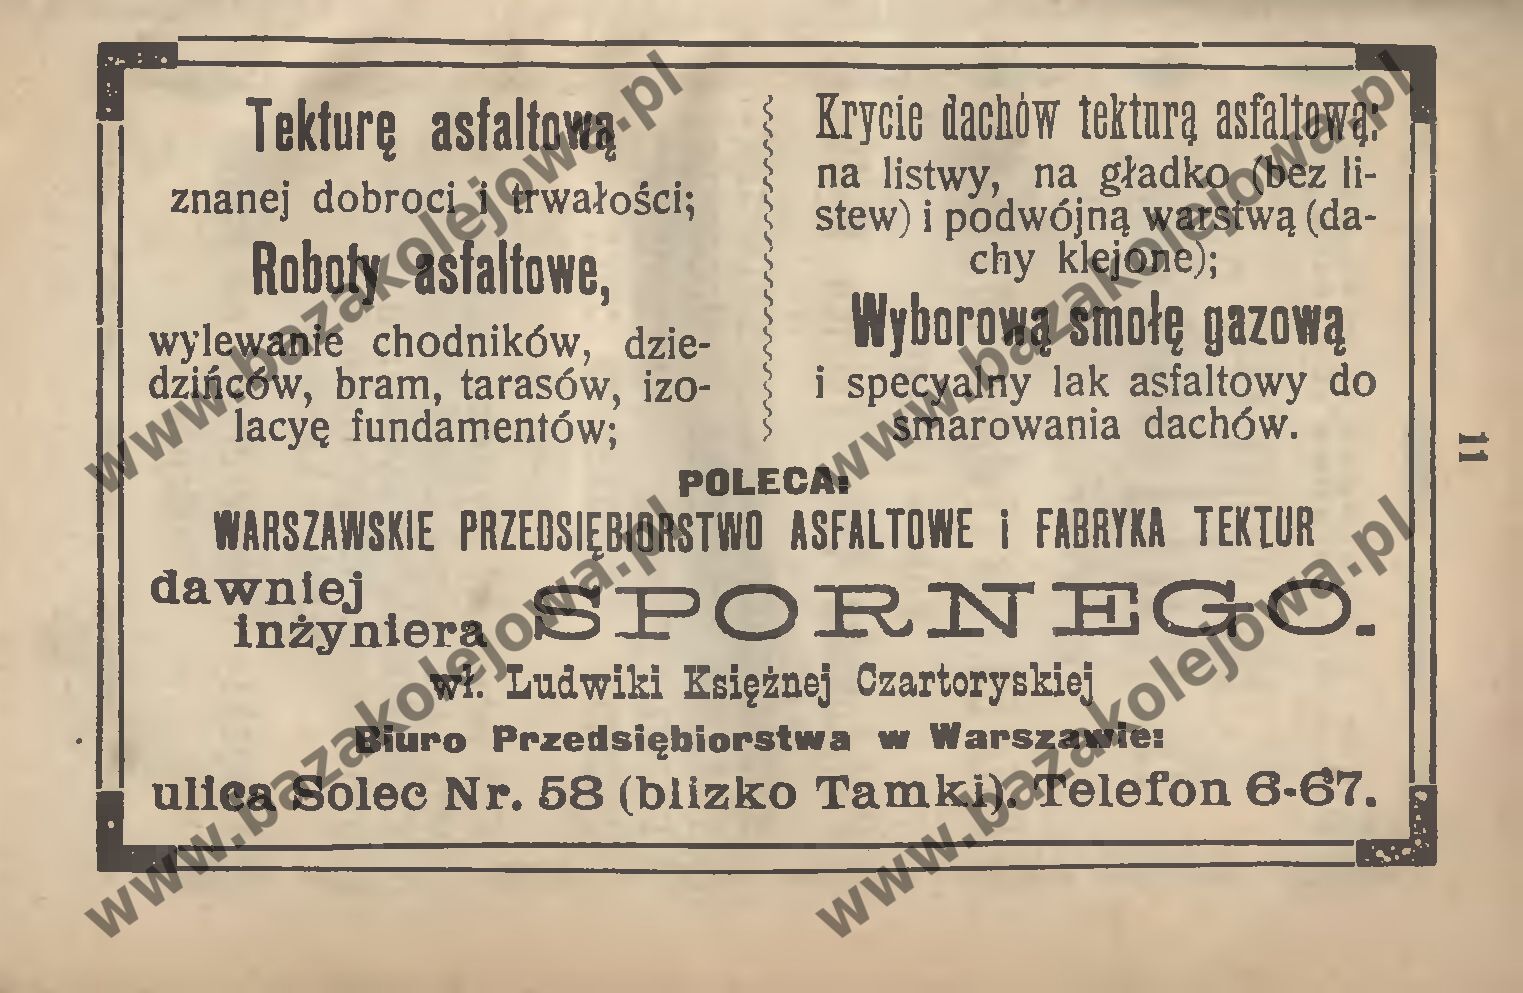 Tekturę asfaltową
znanej dobroci i trwałości;
Roboty asfaltowe,
wylewanie chodników, dzie-
dzińców, bram, tarasów, izo-
lacyę fundamentów;
Krycie dachów tekturą asfaltową:
na listwy, na gładko (bez li-
stew) i podwójną warstwą (da-
chy klejone);
Wyborową smołę gazową
i specyalny lak asfaltowy do
smarowania dachów.
POLECA:
WARSZAWSKIE PRZEDSIĘBIORSTWO ASFALTOWE i FABRYKA TEKTUR
dawniej
inżyniera SPORNEGO.
wł. Ludwiki Księżnej Czartoryskiej
Biuro Przedsiębiorstwa w Warszawie:
ulica Solec Nr. 58 (blizko Tamki). Telefon 6-67.
11
www.bazakolejowa.pl
www.bazakolejowa.pl
www.bazakolejowa.pl
www.bazakolejowa.pl